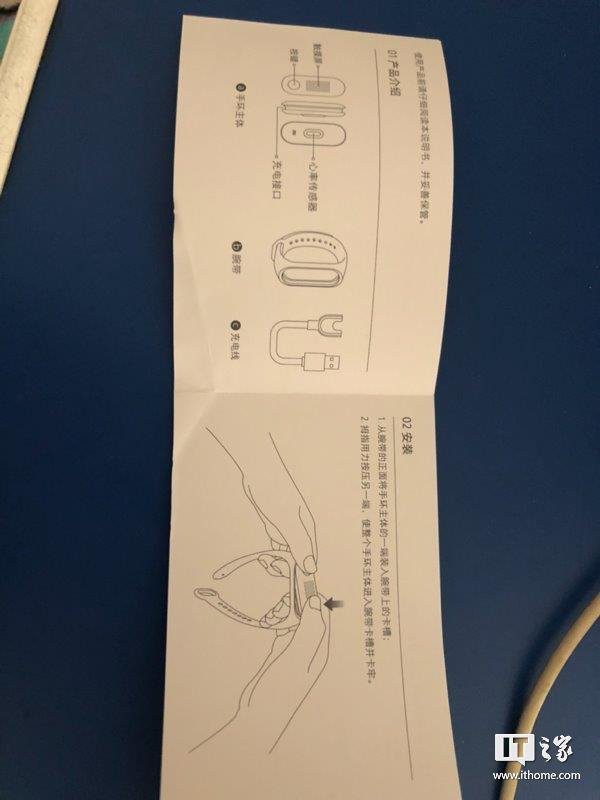 使用产品前请仔细阅读本说明书，并妥善保管。
01 产品介绍
触摸屏
按键
心率传感器
充电接口
a 手环主体
b 腕带
c 充电线
02 安装
1. 从腕带的正面将手环主体的一端装入腕带上的卡槽；
2. 拇指用力按压另一端，使整个手环主体进入腕带卡槽并卡牢。
IT之家
www.ithome.com